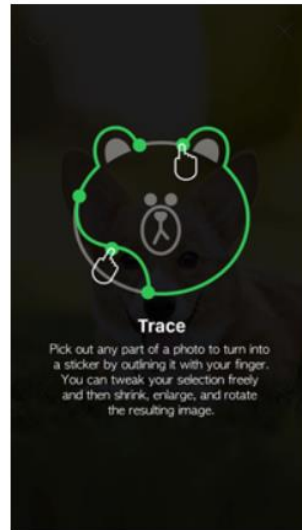 Trace
Pick out any part of a photo to turn into
a sticker by outlining it with your finger.
You can tweak your selection freely
and then shrink, enlarge, and rotate
the resulting image.